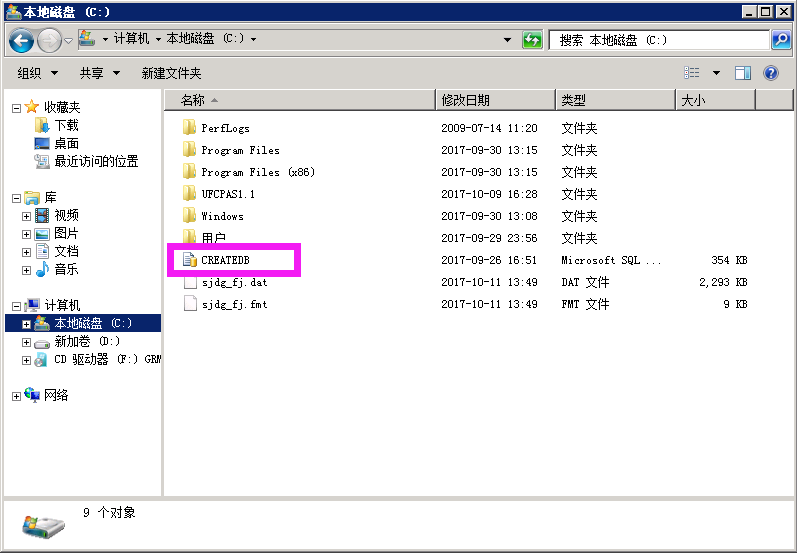 本地磁盘 (C:)
计算机 本地磁盘 (C:) 搜索 本地磁盘 (C:)
组织 共享 新建文件夹
名称 修改日期 类型 大小
收藏夹
下载
桌面
最近访问的位置
库
视频
图片
文档
音乐
计算机
本地磁盘 (C:)
新加卷 (D:)
CD 驱动器 (F:) GRM
网络
PerfLogs 2009-07-14 11:20 文件夹
Program Files 2017-09-30 13:15 文件夹
Program Files (x86) 2017-09-30 13:15 文件夹
UFCPAS1.1 2017-10-09 16:28 文件夹
Windows 2017-09-30 13:08 文件夹
用户 2017-09-29 23:56 文件夹
CREATEDB 2017-09-26 16:51 Microsoft SQL ... 354 KB
sjdg_fj.dat 2017-10-11 13:49 DAT 文件 2,293 KB
sjdg_fj.fmt 2017-10-11 13:49 FMT 文件 9 KB
9 个对象